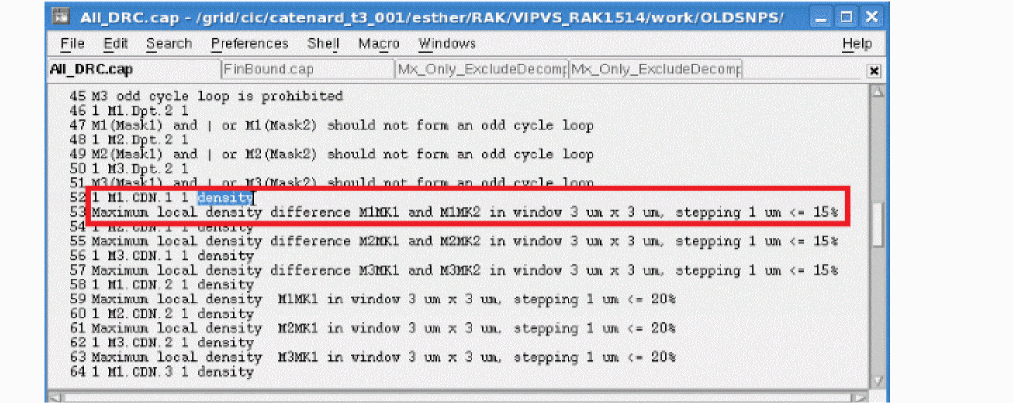 All_DRC.cap - /grid/cic/catenard_t3_001/esther/RAK/VIPVS_RAK1514/work/OLDSNPS/
File Edit Search Preferences Shell Macro Windows Help
All_DRC.cap FinBound.cap Mx_Only_ExcludeDecomp Mx_Only_ExcludeDecomp
45 M3 odd cycle loop is prohibited
46 1 M1.Dpt.2 1
47 M1(Mask1) and | or M1(Mask2) should not form an odd cycle loop
48 1 M2.Dpt.2 1
49 M2(Mask1) and | or M2(Mask2) should not form an odd cycle loop
50 1 M3.Dpt.2 1
51 M3(Mask1) and | or M3(Mask2) should not form an odd cycle loop
52 1 M1.CDN.1 1 density
53 Maximum local density difference M1MK1 and M1MK2 in window 3 um x 3 um, stepping 1 um <= 15%
54 1 M2.CDN.1 1 density
55 Maximum local density difference M2MK1 and M2MK2 in window 3 um x 3 um, stepping 1 um <= 15%
56 1 M3.CDN.1 1 density
57 Maximum local density difference M3MK1 and M3MK2 in window 3 um x 3 um, stepping 1 um <= 15%
58 1 M1.CDN.2 1 density
59 Maximum local density M1MK1 in window 3 um x 3 um, stepping 1 um <= 20%
60 1 M2.CDN.2 1 density
61 Maximum local density M2MK1 in window 3 um x 3 um, stepping 1 um <= 20%
62 1 M3.CDN.2 1 density
63 Maximum local density M3MK1 in window 3 um x 3 um, stepping 1 um <= 20%
64 1 M1.CDN.3 1 density